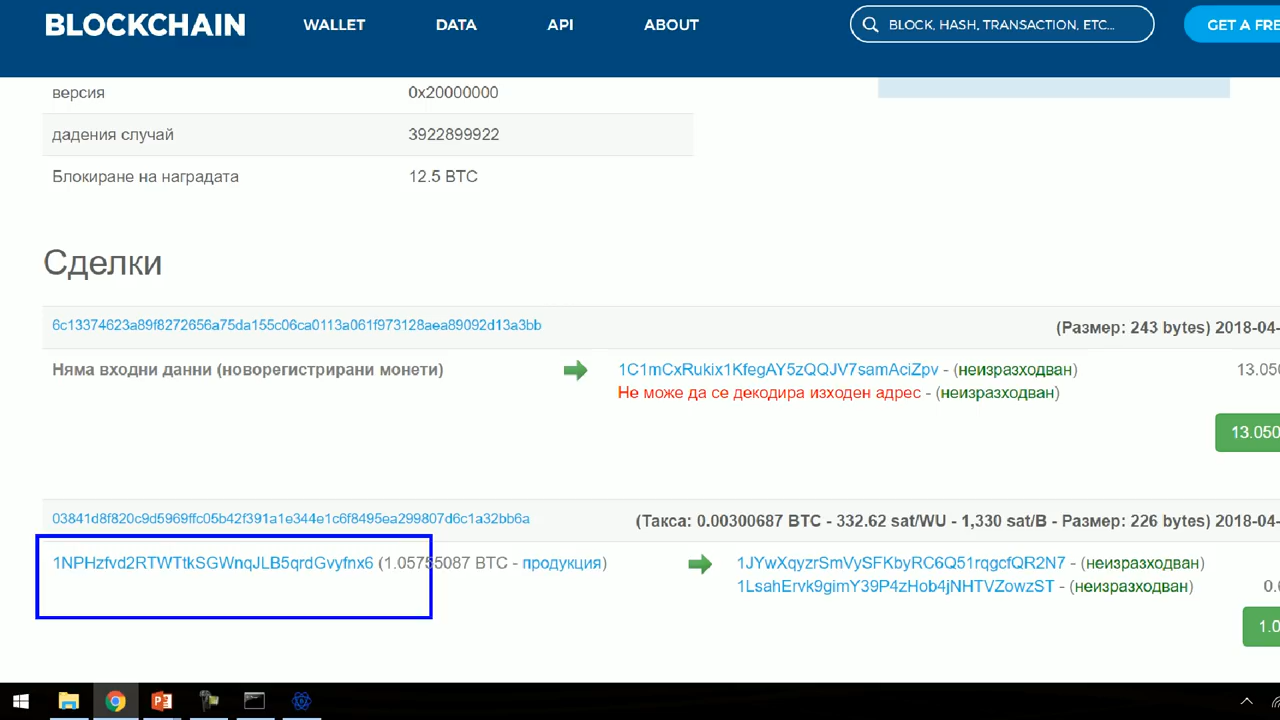 BLOCKCHAIN WALLET DATA API ABOUT BLOCK, HASH, TRANSACTION, ETC... GET A FRE
версия 0x20000000
дадения случай 3922899922
Блокиране на наградата 12.5 BTC
Сделки
6c13374623a89f8272656a75da155c06ca0113a061f973128aea89092d13a3bb (Размер: 243 bytes) 2018-04-
Няма входни данни (новорегистрирани монети) 1C1mCxRukix1KfegAY5zQQJV7samAciZpv - (неизразходван) 13.050
Не може да се декодира изходен адрес - (неизразходван)
13.050
03841d8f820c9d5969ffc05b42f391a1e344e1c6f8495ea299807d6c1a32bb6a (Такса: 0.00300687 BTC - 332.62 sat/WU - 1,330 sat/B - Размер: 226 bytes) 2018-04-
1NPHzfvd2RTWTtkSGWnqJLB5qrdGvyfnx6 (1.05755087 BTC - продукция) 1JYwXqyzrSmVySFKbyRC6Q51rqgcfQR2N7 - (неизразходван)
1LsahErvk9gimY39P4zHob4jNHTVZowzST - (неизразходван) 0.0
1.0